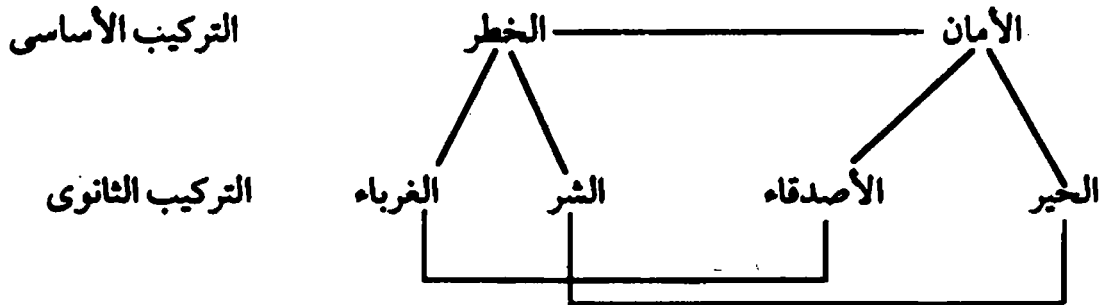 الأمان الخطر التركيب الأساسى
الخير الأصدقاء الشر الغرباء التركيب الثانوى